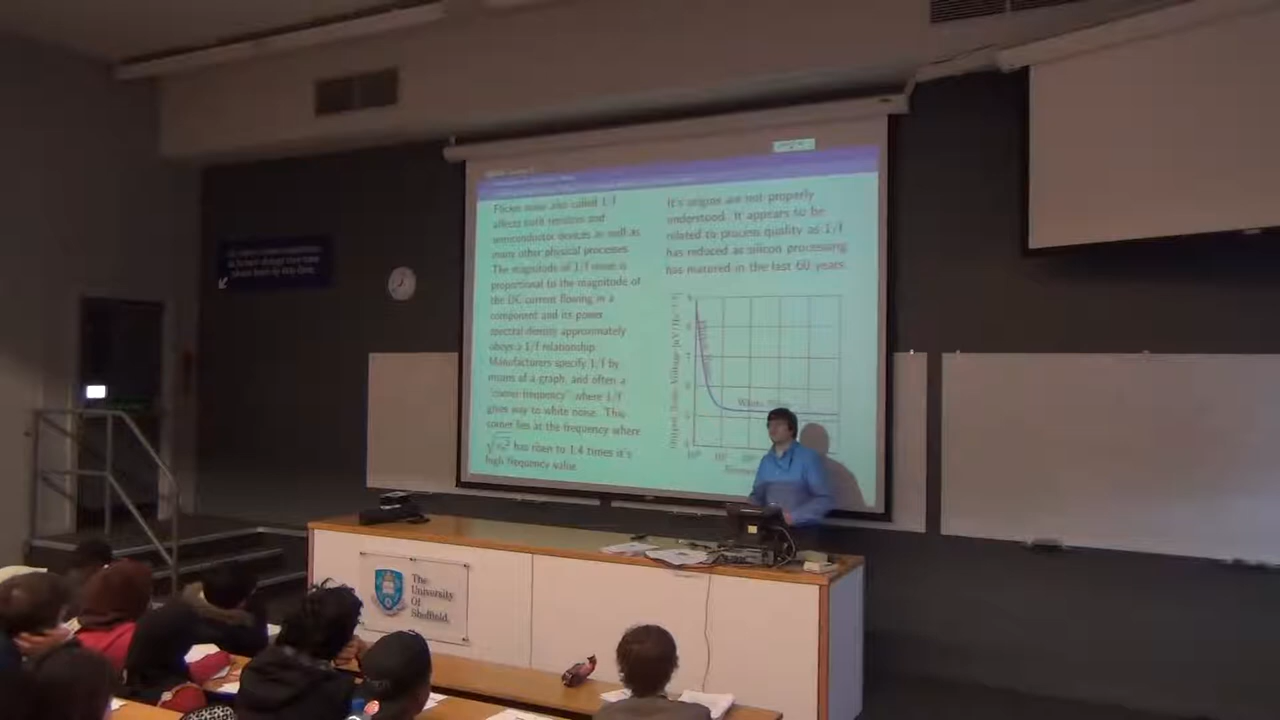 Flicker noise also called 1/f
affects both resistors and
semiconductor devices as well as
many other physical processes.
The magnitude of 1/f noise is
proportional to the magnitude of
the DC current flowing in a
component and its power
spectral density approximately
obeys a 1/f relationship.
Manufacturers specify 1/f by
means of a graph, and often a
"corner frequency" where 1/f
gives way to white noise. This
corner lies at the frequency where
has risen to 1.4 times it's
high frequency value.
It's origins are not properly
understood. It appears to be
related to process quality as 1/f
has reduced as silicon processing
has matured in the last 60 years.
Output Noise Voltage
White
The
University
Of
Sheffield.